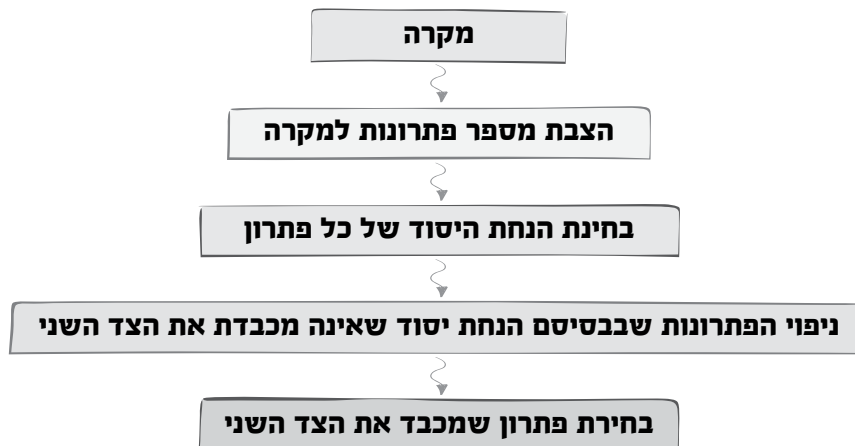 מקרה
הצבת מספר פתרונות למקרה
בחינת הנחת היסוד של כל פתרון
ניפוי הפתרונות שבבסיסם הנחת יסוד שאינה מכבדת את הצד השני
בחירת פתרון שמכבד את הצד השני